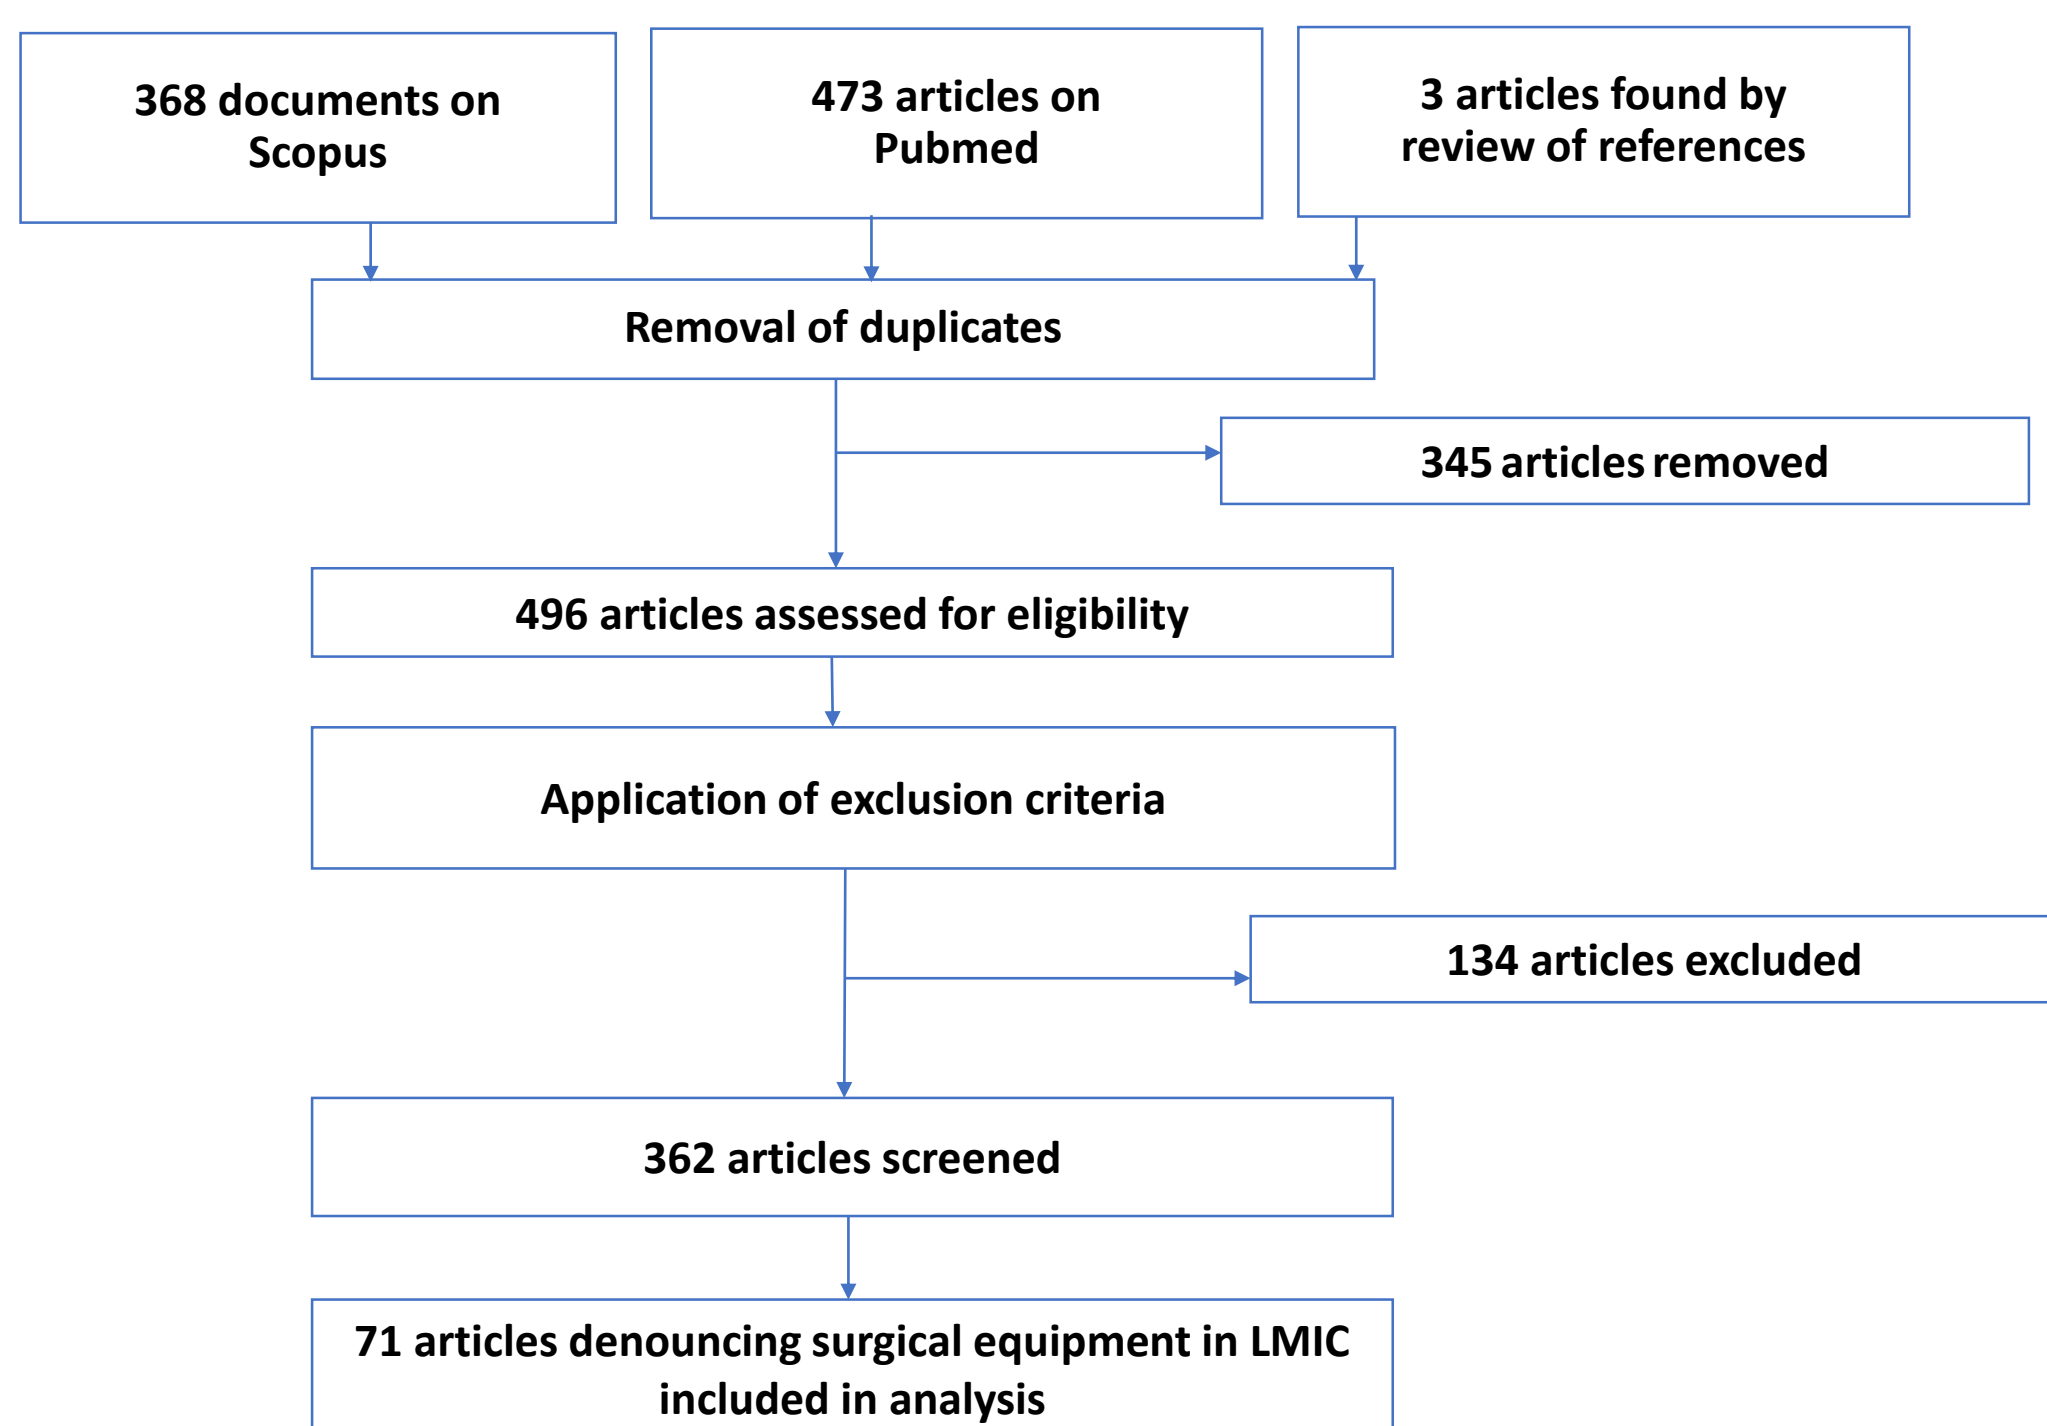 368 documents on
Scopus
473 articles on
Pubmed
3 articles found by
review of references
Removal of duplicates
345 articles removed
496 articles assessed for eligibility
Application of exclusion criteria
134 articles excluded
362 articles screened
71 articles denouncing surgical equipment in LMIC
included in analysis